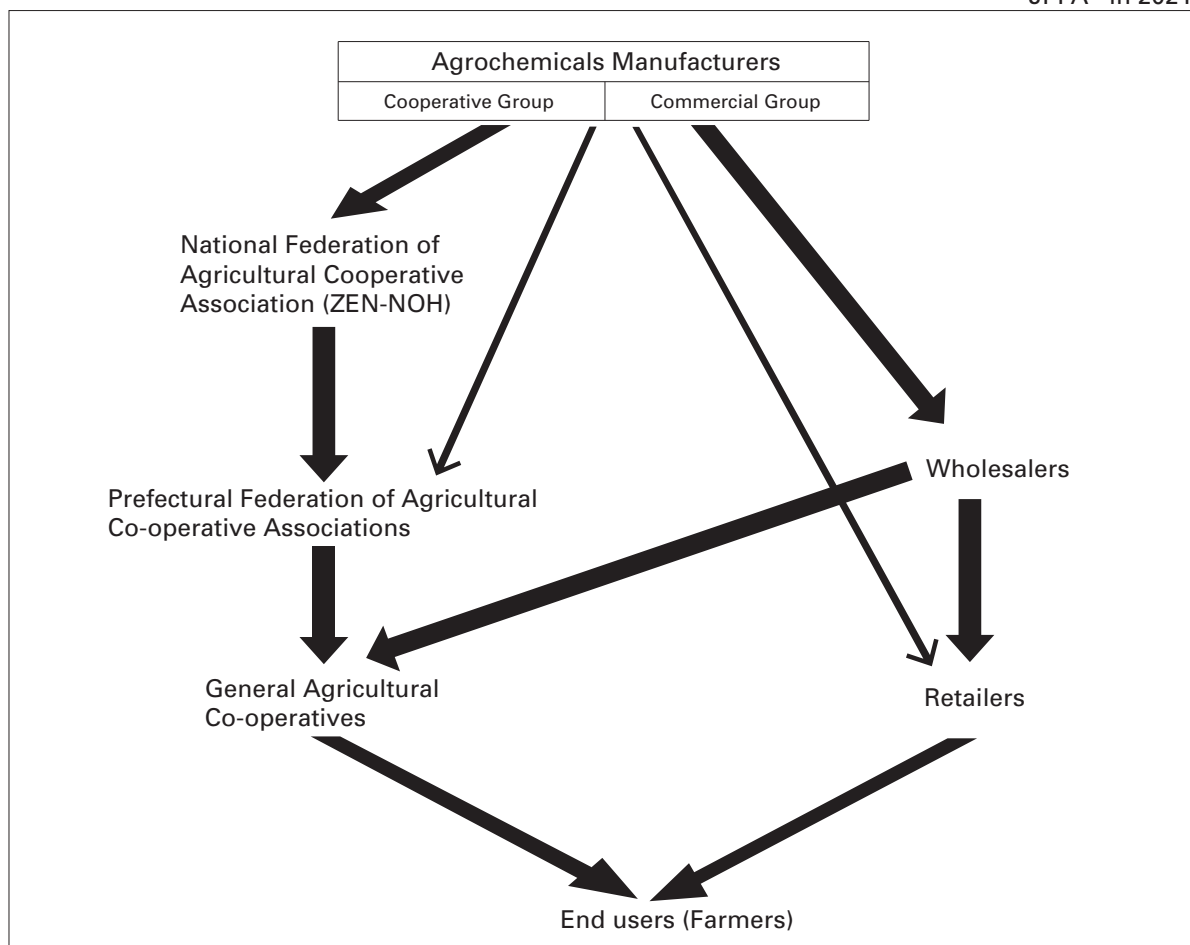 Agrochemicals Manufacturers
Cooperative Group
Commercial Group
National Federation of
Agricultural Cooperative
Association (ZEN-NOH)
Wholesalers
Prefectural Federation of Agricultural
Co-operative Associations
General Agricultural
Co-operatives
Retailers
End users (Farmers)